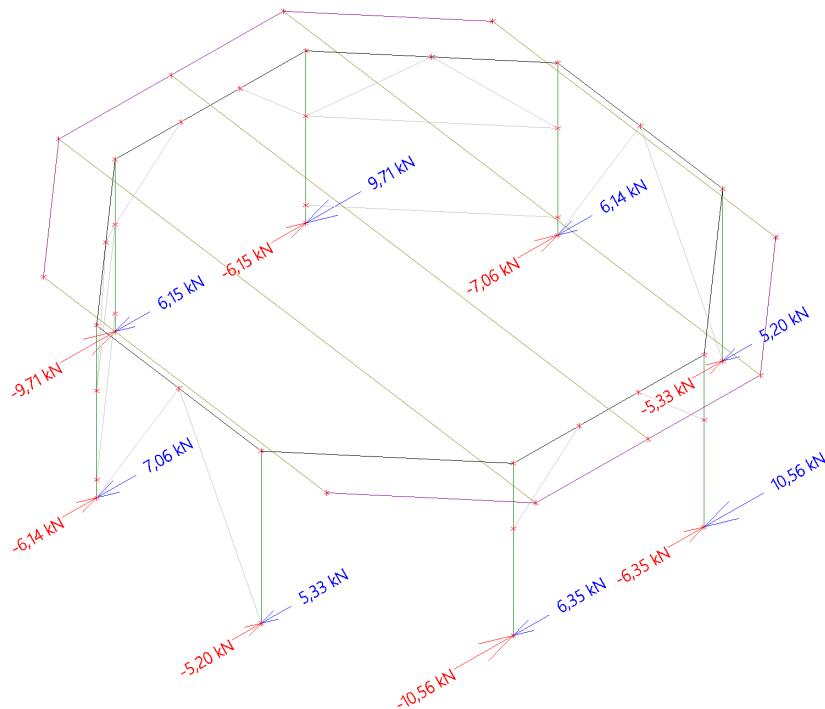 9,71 kN
6,14 kN
-6,15 kN
-7,06 kN
6,15 kN
5,20 kN
-9,71 kN
-5,33 kN
7,06 kN
10,56 kN
-6,14 kN
-6,35 kN
5,33 kN
6,35 kN
-5,20 kN
-10,56 kN